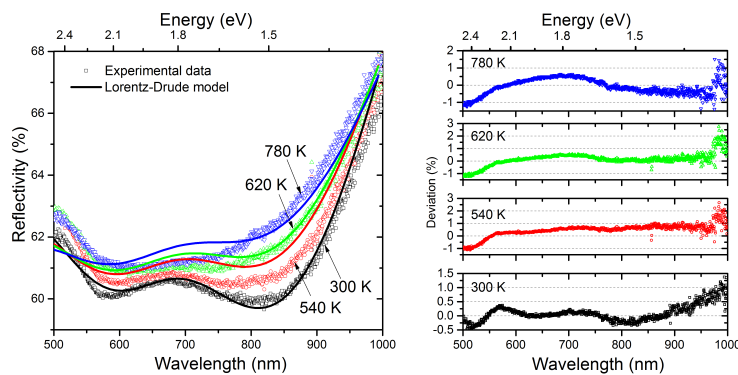 Energy (eV)
2.4 2.1 1.8 1.5
68
66
64
62
60
Reflectivity (%)
Experimental data
Lorentz-Drude model
780 K
620 K
300 K
540 K
500 600 700 800 900 1000
Wavelength (nm)
Energy (eV)
2.4 2.1 1.8 1.5
Deviation (%)
2
1
0
-1
780 K
2
1
0
-1
620 K
2
1
0
-1
540 K
1.5
1.0
0.5
0.0
-0.5
300 K
500 600 700 800 900 1000
Wavelength (nm)